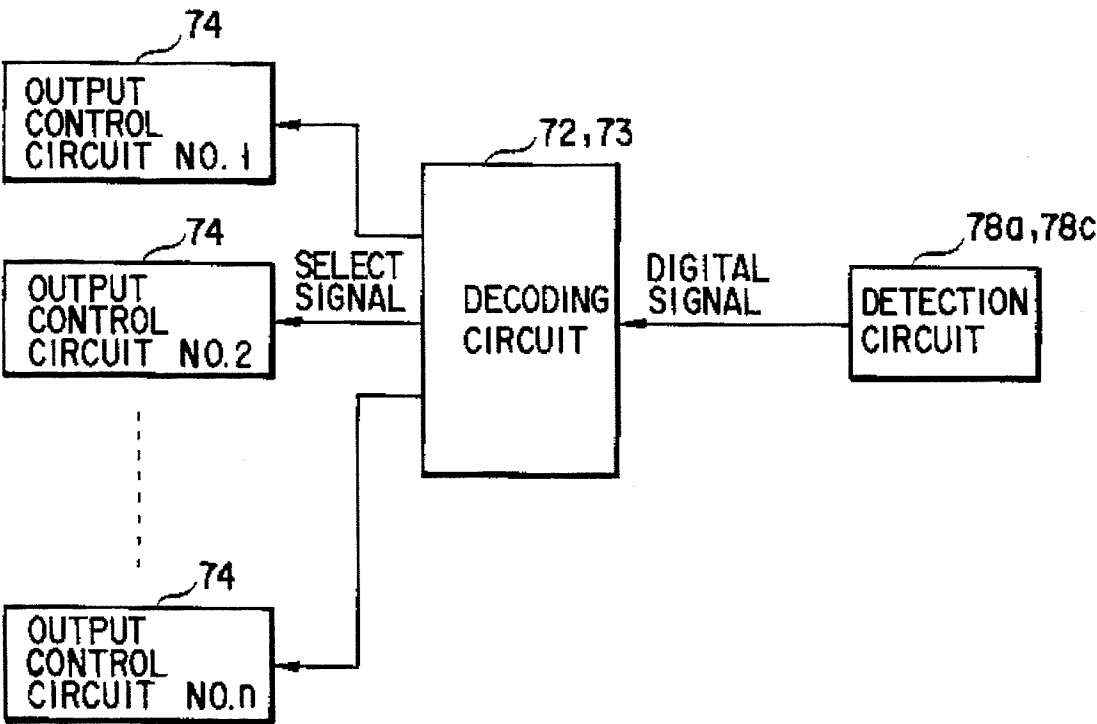 74
OUTPUT
CONTROL
CIRCUIT NO. 1
74
OUTPUT
CONTROL
CIRCUIT NO. 2
74
OUTPUT
CONTROL
CIRCUIT NO. n
SELECT
SIGNAL
72, 73
DECODING
CIRCUIT
DIGITAL
SIGNAL
78a, 78c
DETECTION
CIRCUIT